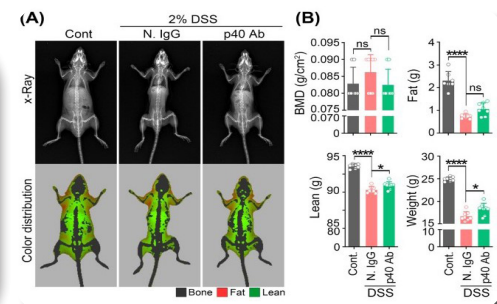 (A)
2% DSS
Cont
N. IgG
p40 Ab
x-Ray
Color distribution
Bone
Fat
Lean
(B)
BMD (g/cm²)
0.095
0.090
0.085
0.080
0.075
0.070
0
ns
ns
Fat (g)
4
3
2
1
0
****
ns
Lean (g)
95
90
85
80
0
****
*
Cont.
N. IgG
p40 Ab
DSS
Weight (g)
30
25
20
15
10
0
****
*
Cont.
N. IgG
p40 Ab
DSS